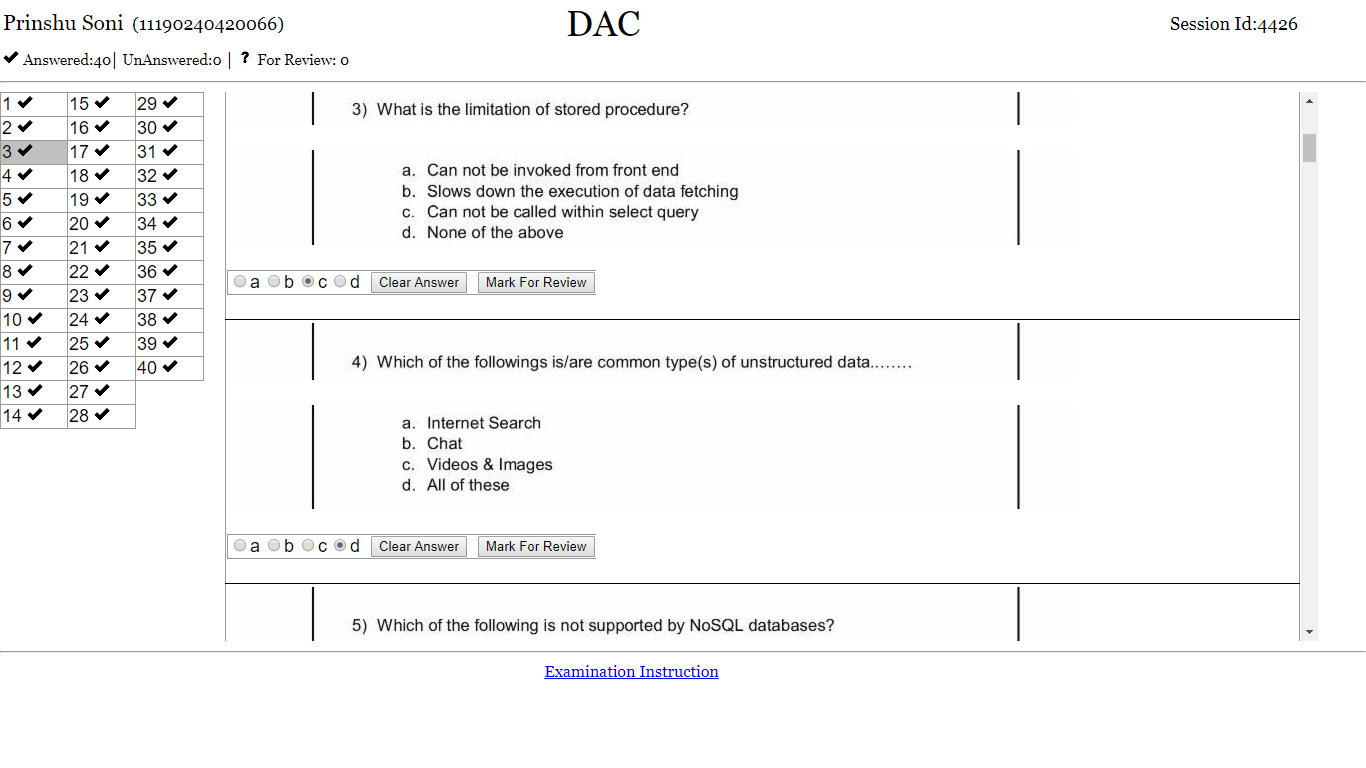 Prinshu Soni (11190240420066)
DAC
Session Id:4426
Answered:40| UnAnswered:0 | ? For Review: 0
1 15 29
2 16 30
3 17 31
4 18 32
5 19 33
6 20 34
7 21 35
8 22 36
9 23 37
10 24 38
11 25 39
12 26 40
13 27
14 28
3) What is the limitation of stored procedure?
a. Can not be invoked from front end
b. Slows down the execution of data fetching
c. Can not be called within select query
d. None of the above
a b c d Clear Answer Mark For Review
4) Which of the followings is/are common type(s) of unstructured data........
a. Internet Search
b. Chat
c. Videos & Images
d. All of these
a b c d Clear Answer Mark For Review
5) Which of the following is not supported by NoSQL databases?
Examination Instruction